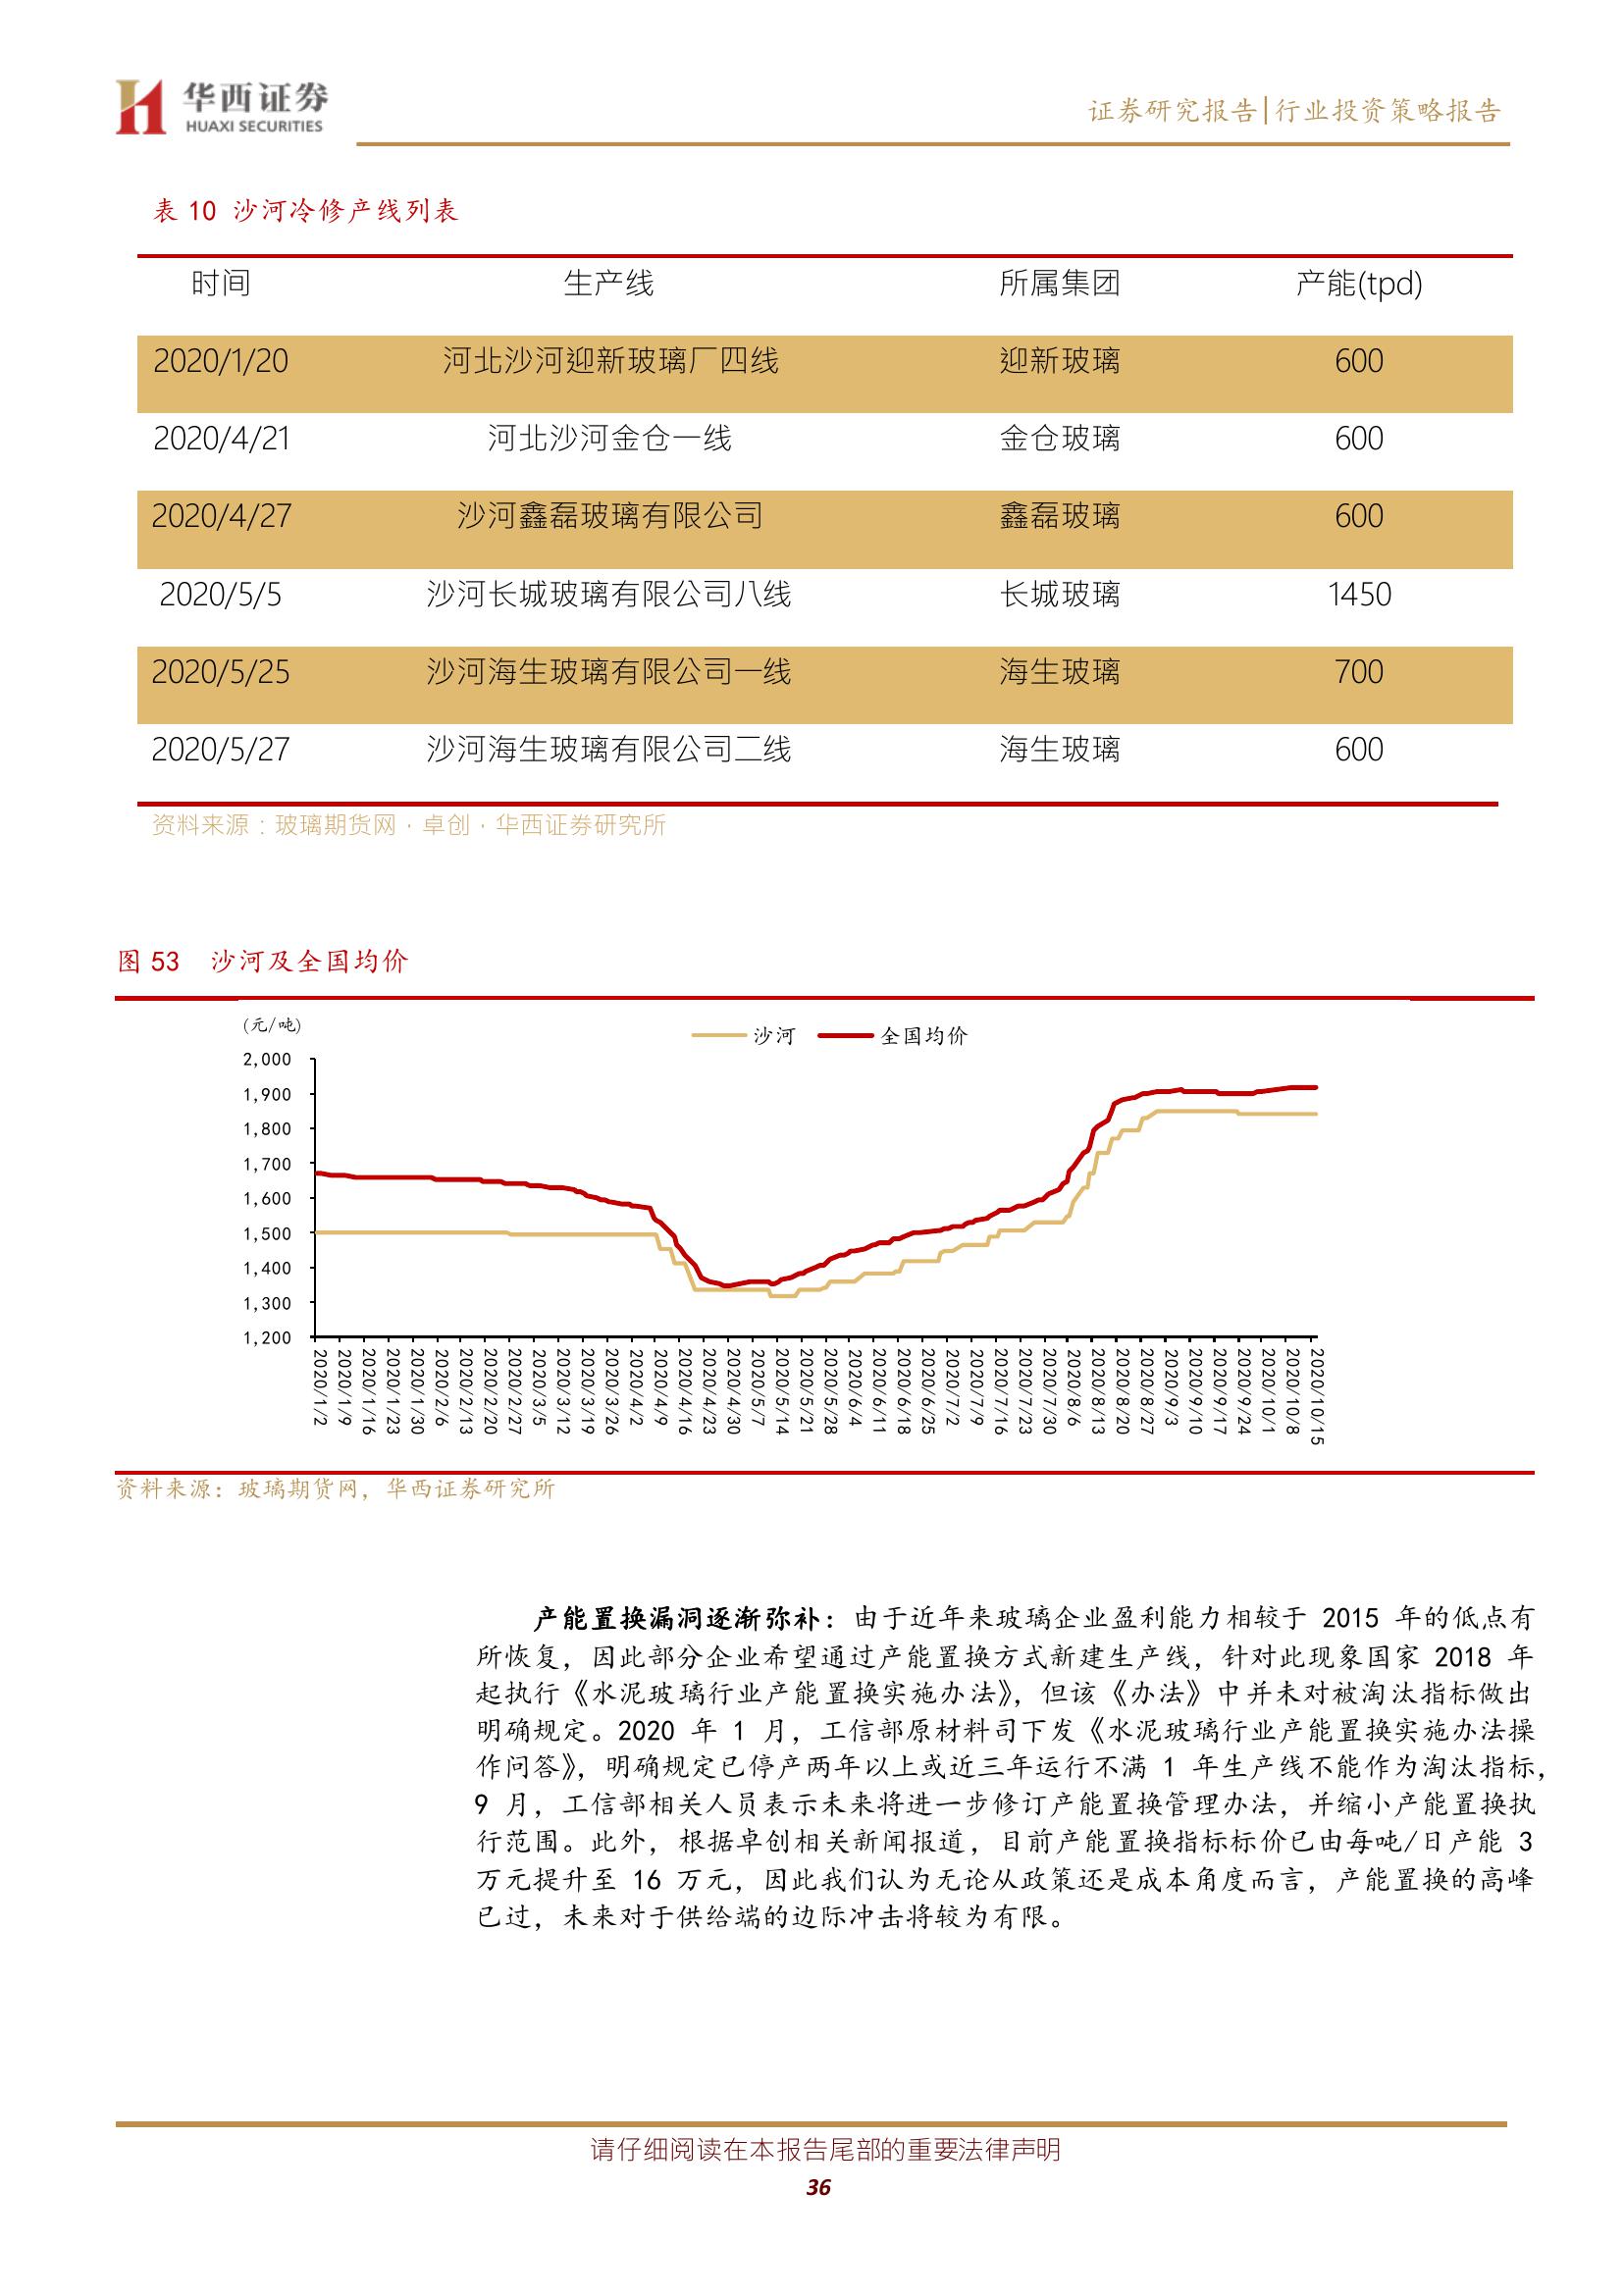 华西证券
HUAXI SECURITIES
证券研究报告|行业投资策略报告
表 10 沙河冷修产线列表
时间 生产线 所属集团 产能(tpd)
2020/1/20 河北沙河迎新玻璃厂四线 迎新玻璃 600
2020/4/21 河北沙河金仓一线 金仓玻璃 600
2020/4/27 沙河鑫磊玻璃有限公司 鑫磊玻璃 600
2020/5/5 沙河长城玻璃有限公司八线 长城玻璃 1450
2020/5/25 沙河海生玻璃有限公司一线 海生玻璃 700
2020/5/27 沙河海生玻璃有限公司二线 海生玻璃 600
资料来源：玻璃期货网，卓创，华西证券研究所
图 53 沙河及全国均价
(元/吨)
沙河 全国均价
2,000
1,900
1,800
1,700
1,600
1,500
1,400
1,300
1,200
2020/1/2
2020/1/9
2020/1/16
2020/1/23
2020/1/30
2020/2/6
2020/2/13
2020/2/20
2020/2/27
2020/3/5
2020/3/12
2020/3/19
2020/3/26
2020/4/2
2020/4/9
2020/4/16
2020/4/23
2020/4/30
2020/5/7
2020/5/14
2020/5/21
2020/5/28
2020/6/4
2020/6/11
2020/6/18
2020/6/25
2020/7/2
2020/7/9
2020/7/16
2020/7/23
2020/7/30
2020/8/6
2020/8/13
2020/8/20
2020/8/27
2020/9/3
2020/9/10
2020/9/17
2020/9/24
2020/10/1
2020/10/8
2020/10/15
资料来源：玻璃期货网，华西证券研究所
产能置换漏洞逐渐弥补：由于近年来玻璃企业盈利能力相较于 2015 年的低点有
所恢复，因此部分企业希望通过产能置换方式新建生产线，针对此现象国家 2018 年
起执行《水泥玻璃行业产能置换实施办法》，但该《办法》中并未对被淘汰指标做出
明确规定。2020 年 1 月，工信部原材料司下发《水泥玻璃行业产能置换实施办法操
作问答》，明确规定已停产两年以上或近三年运行不满 1 年生产线不能作为淘汰指标，
9 月，工信部相关人员表示未来将进一步修订产能置换管理办法，并缩小产能置换执
行范围。此外，根据卓创相关新闻报道，目前产能置换指标标价已由每吨/日产能 3
万元提升至 16 万元，因此我们认为无论从政策还是成本角度而言，产能置换的高峰
已过，未来对于供给端的边际冲击将较为有限。
请仔细阅读在本报告尾部的重要法律声明
36